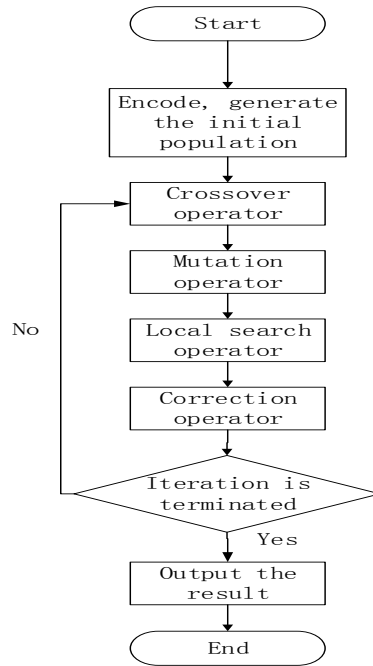 Start
Encode, generate
the initial
population
Crossover
operator
Mutation
operator
No
Local search
operator
Correction
operator
Iteration is
terminated
Yes
Output the
result
End